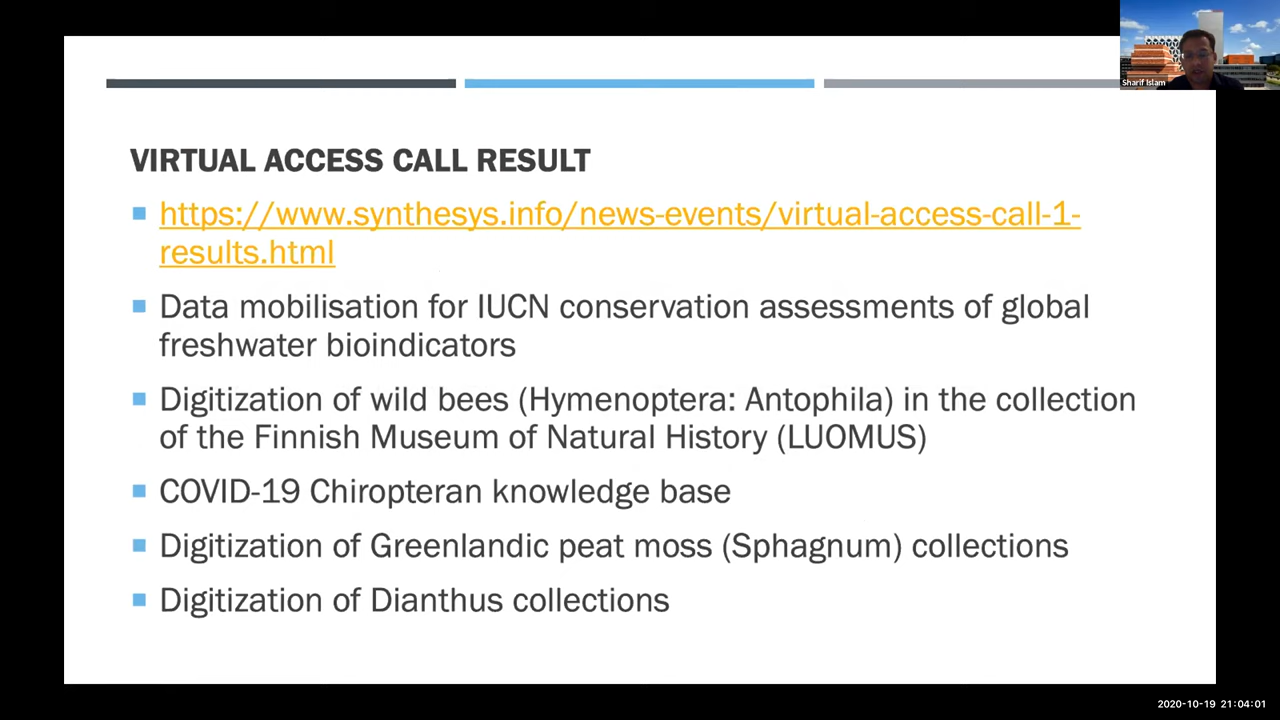 Sharif Islam
VIRTUAL ACCESS CALL RESULT
https://www.synthesys.info/news-events/virtual-access-call-1-
results.html
Data mobilisation for IUCN conservation assessments of global
freshwater bioindicators
Digitization of wild bees (Hymenoptera: Antophila) in the collection
of the Finnish Museum of Natural History (LUOMUS)
COVID-19 Chiropteran knowledge base
Digitization of Greenlandic peat moss (Sphagnum) collections
Digitization of Dianthus collections
2020-10-19 21:04:01